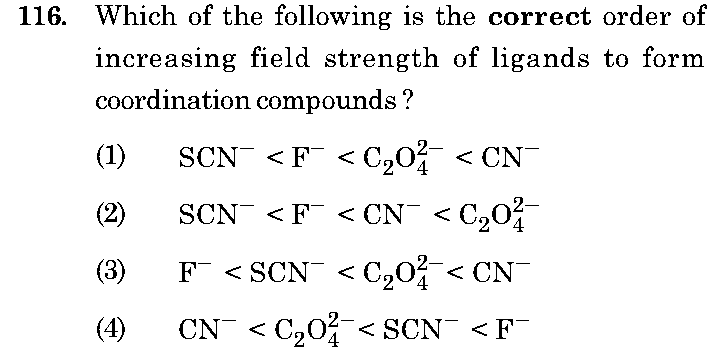 116. Which of the following is the correct order of
increasing field strength of ligands to form
coordination compounds ?
(1) SCN⁻ < F⁻ < C₂O₄²⁻ < CN⁻
(2) SCN⁻ < F⁻ < CN⁻ < C₂O₄²⁻
(3) F⁻ < SCN⁻ < C₂O₄²⁻ < CN⁻
(4) CN⁻ < C₂O₄²⁻ < SCN⁻ < F⁻